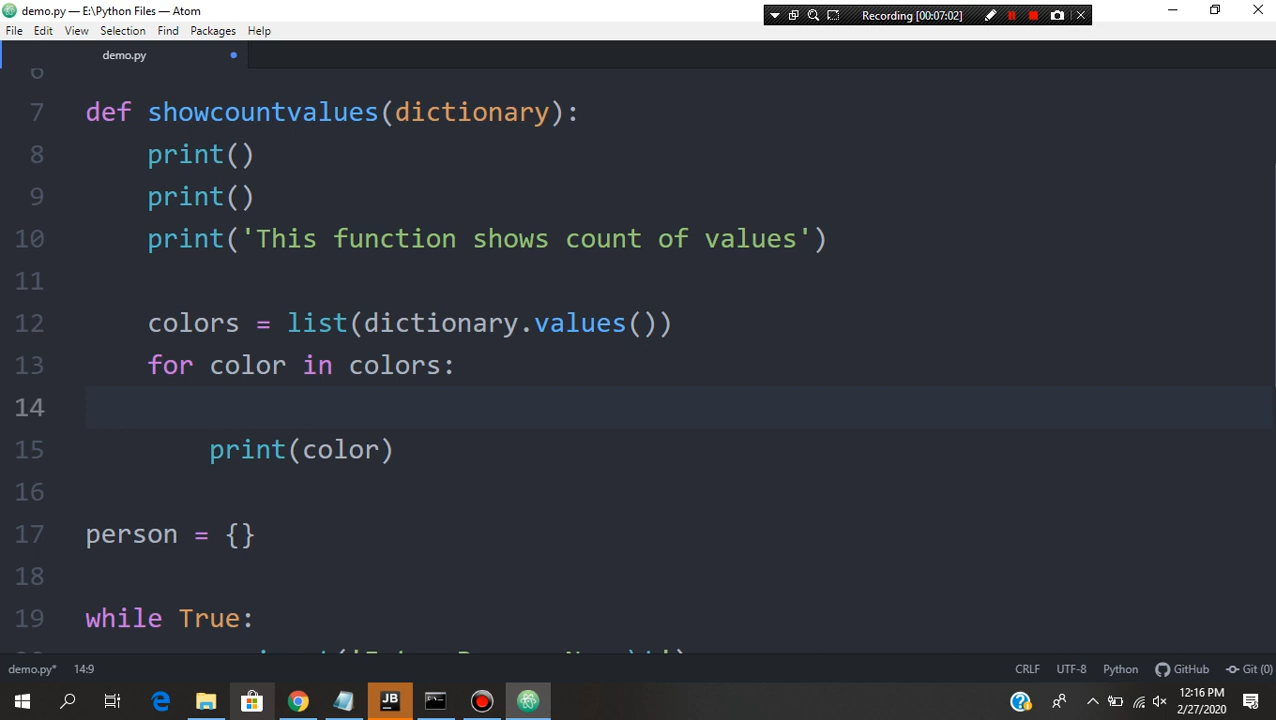 demo.py — E:\Python Files — Atom
Recording [00:07:02]
File Edit View Selection Find Packages Help
demo.py
6
7 def showcountvalues(dictionary):
8 print()
9 print()
10 print('This function shows count of values')
11
12 colors = list(dictionary.values())
13 for color in colors:
14
15 print(color)
16
17 person = {}
18
19 while True:
demo.py* 14:9 CRLF UTF-8 Python GitHub Git (0)
JB
12:16 PM
2/27/2020